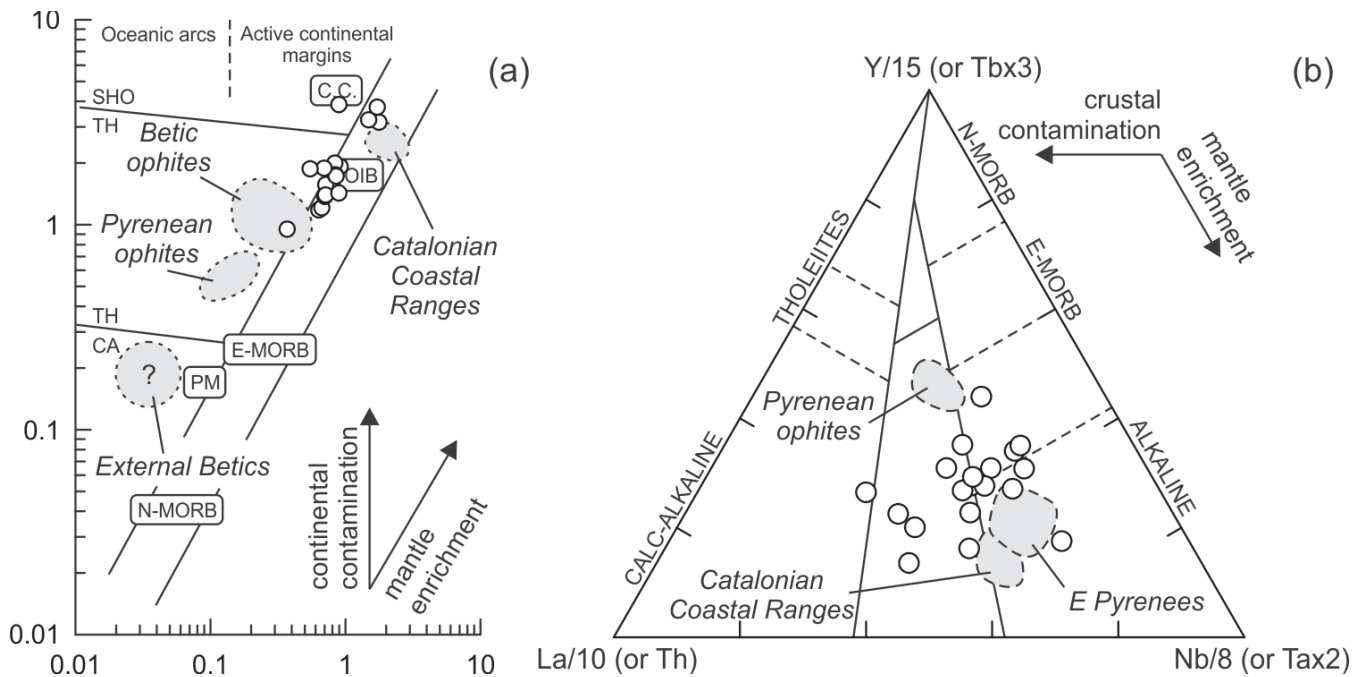 10
1
0.1
0.01
0.01
0.1
1
10
Oceanic arcs
Active continental
margins
(a)
SHO
TH
C.C.
Betic
ophites
OIB
Pyrenean
ophites
Catalonian
Coastal
Ranges
TH
CA
E-MORB
?
PM
External Betics
N-MORB
continental
contamination
mantle
enrichment
(b)
Y/15 (or Tbx3)
crustal
contamination
mantle
enrichment
N-MORB
E-MORB
ALKALINE
THOLEIITES
CALC-ALKALINE
Pyrenean
ophites
Catalonian
Coastal Ranges
E Pyrenees
La/10 (or Th)
Nb/8 (or Tax2)